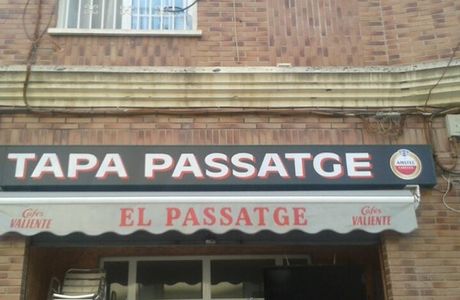 TAPA PASSATGE
AMSTEL
Cafés VALIENTE
EL PASSATGE
Cafés VALIENTE